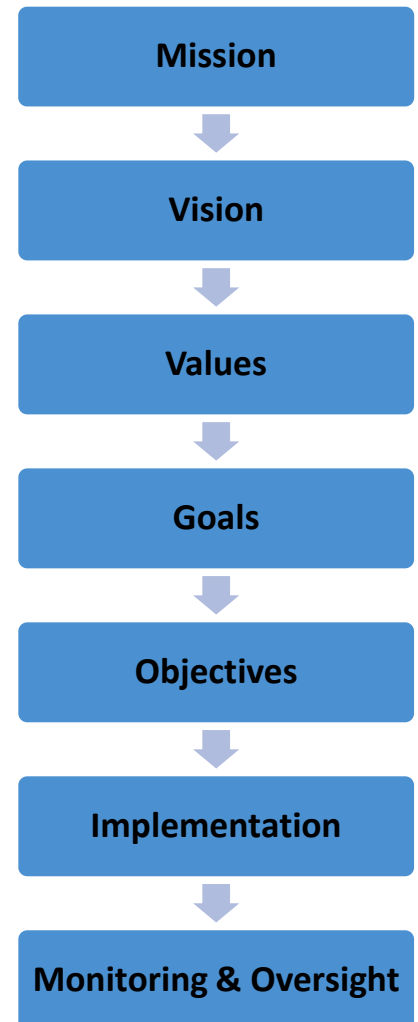 Mission
Vision
Values
Goals
Objectives
Implementation
Monitoring & Oversight